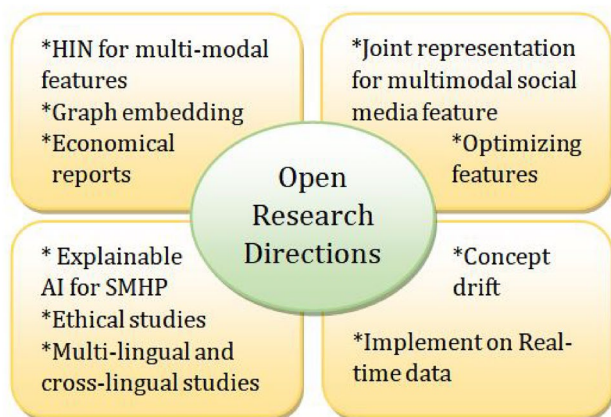 *HIN for multi-modal
features
*Graph embedding
*Economical
reports
*Joint representation
for multimodal social
media feature
*Optimizing
features
Open
Research
Directions
* Explainable
AI for SMHP
*Ethical studies
*Multi-lingual and
cross-lingual studies
*Concept
drift
*Implement on Real-
time data